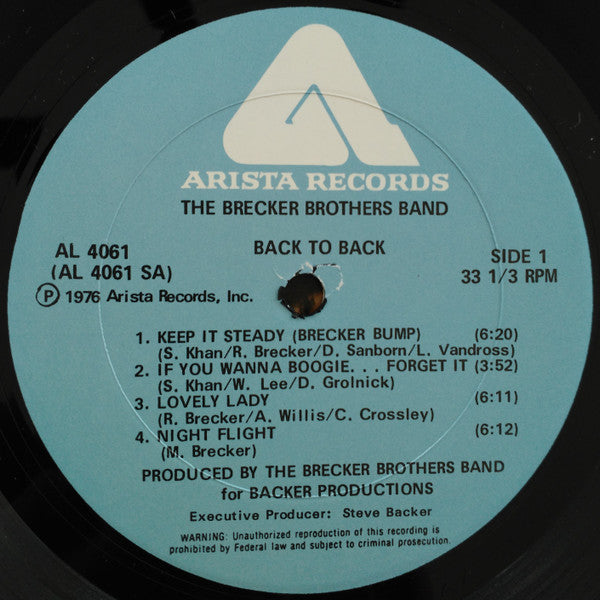 ARISTA RECORDS
THE BRECKER BROTHERS BAND
BACK TO BACK
AL 4061
(AL 4061 SA)
Ⓟ 1976 Arista Records, Inc.
SIDE 1
33 1/3 RPM
1. KEEP IT STEADY (BRECKER BUMP) (6:20)
(S. Khan/R. Brecker/D. Sanborn/L. Vandross)
2. IF YOU WANNA BOOGIE. . . FORGET IT (3:52)
(S. Khan/W. Lee/D. Grolnick)
3. LOVELY LADY (6:11)
(R. Brecker/A. Willis/C. Crossley)
4. NIGHT FLIGHT (6:12)
(M. Brecker)
PRODUCED BY THE BRECKER BROTHERS BAND
for BACKER PRODUCTIONS
Executive Producer: Steve Backer
WARNING: Unauthorized reproduction of this recording is
prohibited by Federal law and subject to criminal prosecution.